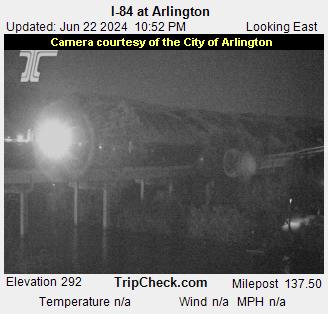 I-84 at Arlington
Updated: Jun 22 2024 10:52 PM Looking East
Camera courtesy of the City of Arlington
Elevation 292 TripCheck.com Milepost 137.50
Temperature n/a Wind n/a MPH n/a